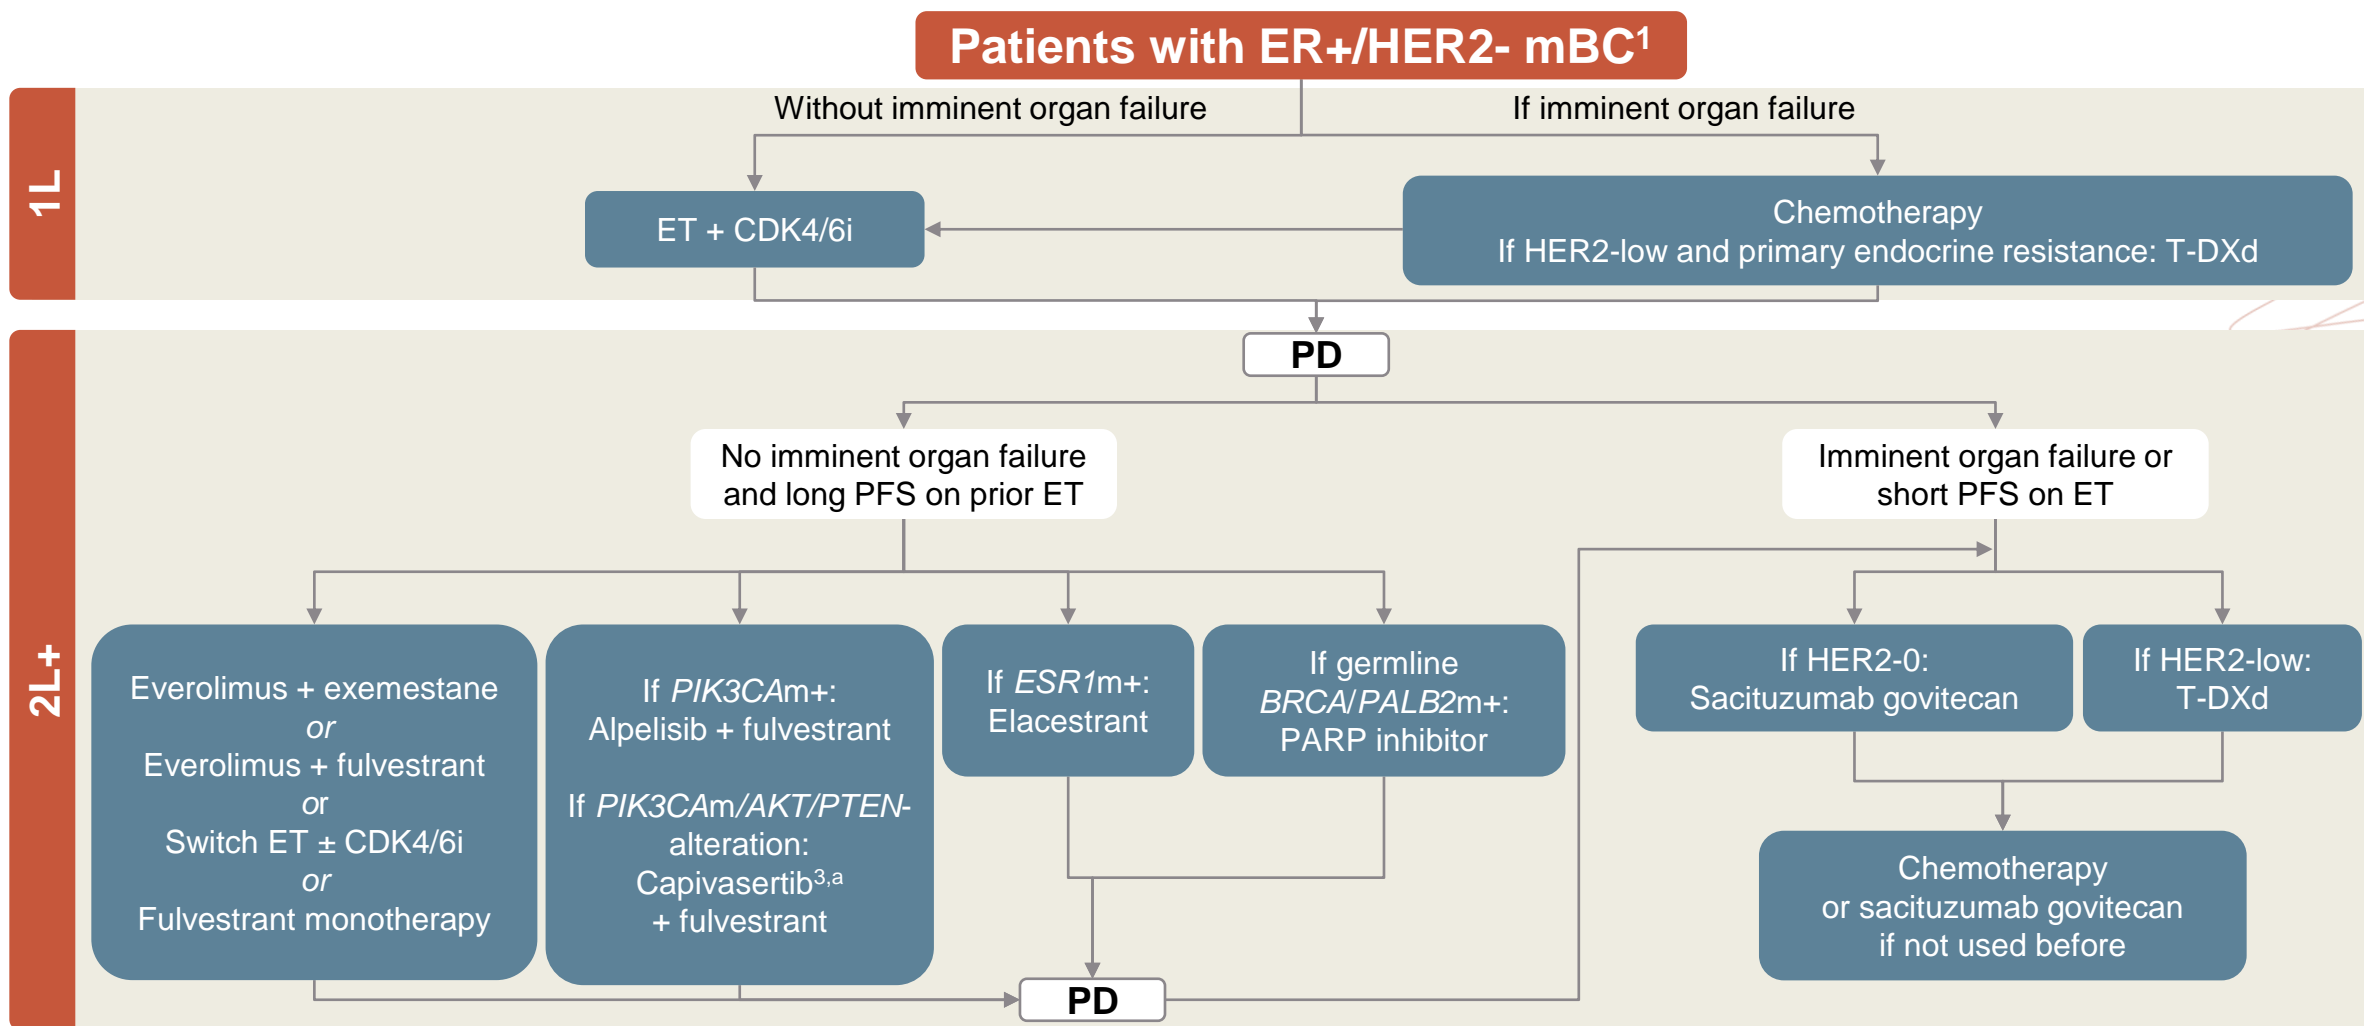 Patients with ER+/HER2- mBC¹
Without imminent organ failure
If imminent organ failure
1L
ET + CDK4/6i
Chemotherapy
If HER2-low and primary endocrine resistance: T-DXd
PD
2L+
No imminent organ failure
and long PFS on prior ET
Imminent organ failure or
short PFS on ET
Everolimus + exemestane
or
Everolimus + fulvestrant
or
Switch ET ± CDK4/6i
or
Fulvestrant monotherapy
If PIK3CAm+:
Alpelisib + fulvestrant
If PIK3CAm/AKT/PTEN-
alteration:
Capivasertib³,ᵃ
+ fulvestrant
If ESR1m+:
Elacestrant
If germline
BRCA/PALB2m+:
PARP inhibitor
If HER2-0:
Sacituzumab govitecan
If HER2-low:
T-DXd
Chemotherapy
or sacituzumab govitecan
if not used before
PD